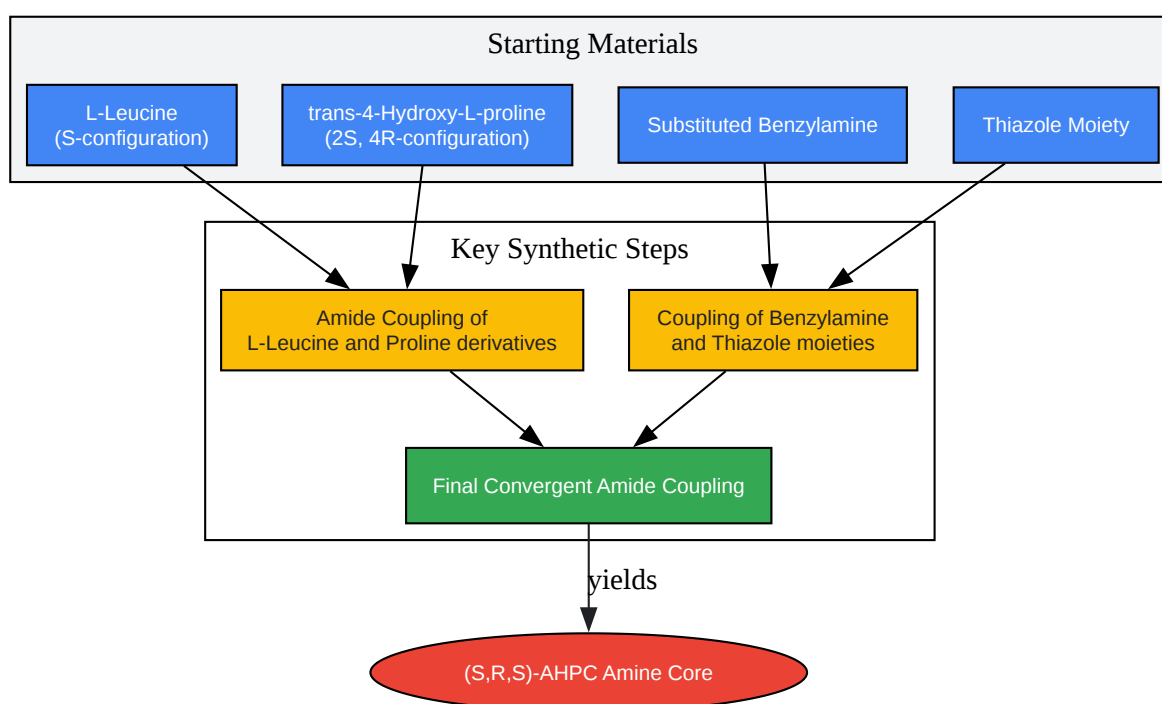 Starting Materials
L-Leucine
(S-configuration)
trans-4-Hydroxy-L-proline
(2S, 4R-configuration)
Substituted Benzylamine
Thiazole Moiety
Key Synthetic Steps
Amide Coupling of
L-Leucine and Proline derivatives
Coupling of Benzylamine
and Thiazole moieties
Final Convergent Amide Coupling
yields
(S,R,S)-AHPC Amine Core